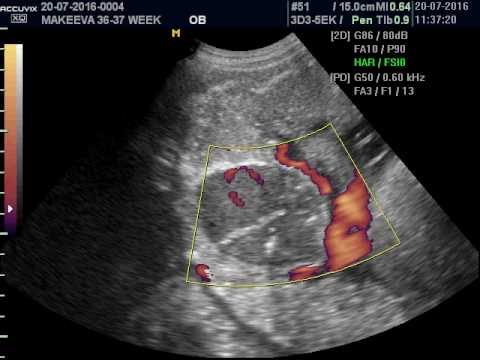 ACCUVIX
XQ
20-07-2016-0004
MAKEEVA 36-37 WEEK OB
#51 / 15.0cm MI 0.64
3D3-5EK / Pen TIb 0.9
20-07-2016
11:37:20
[2D] G86 / 80dB
FA10 / P90
HAR / FSI0
[PD] G50 / 0.60 kHz
FA3 / F1 / 13
M